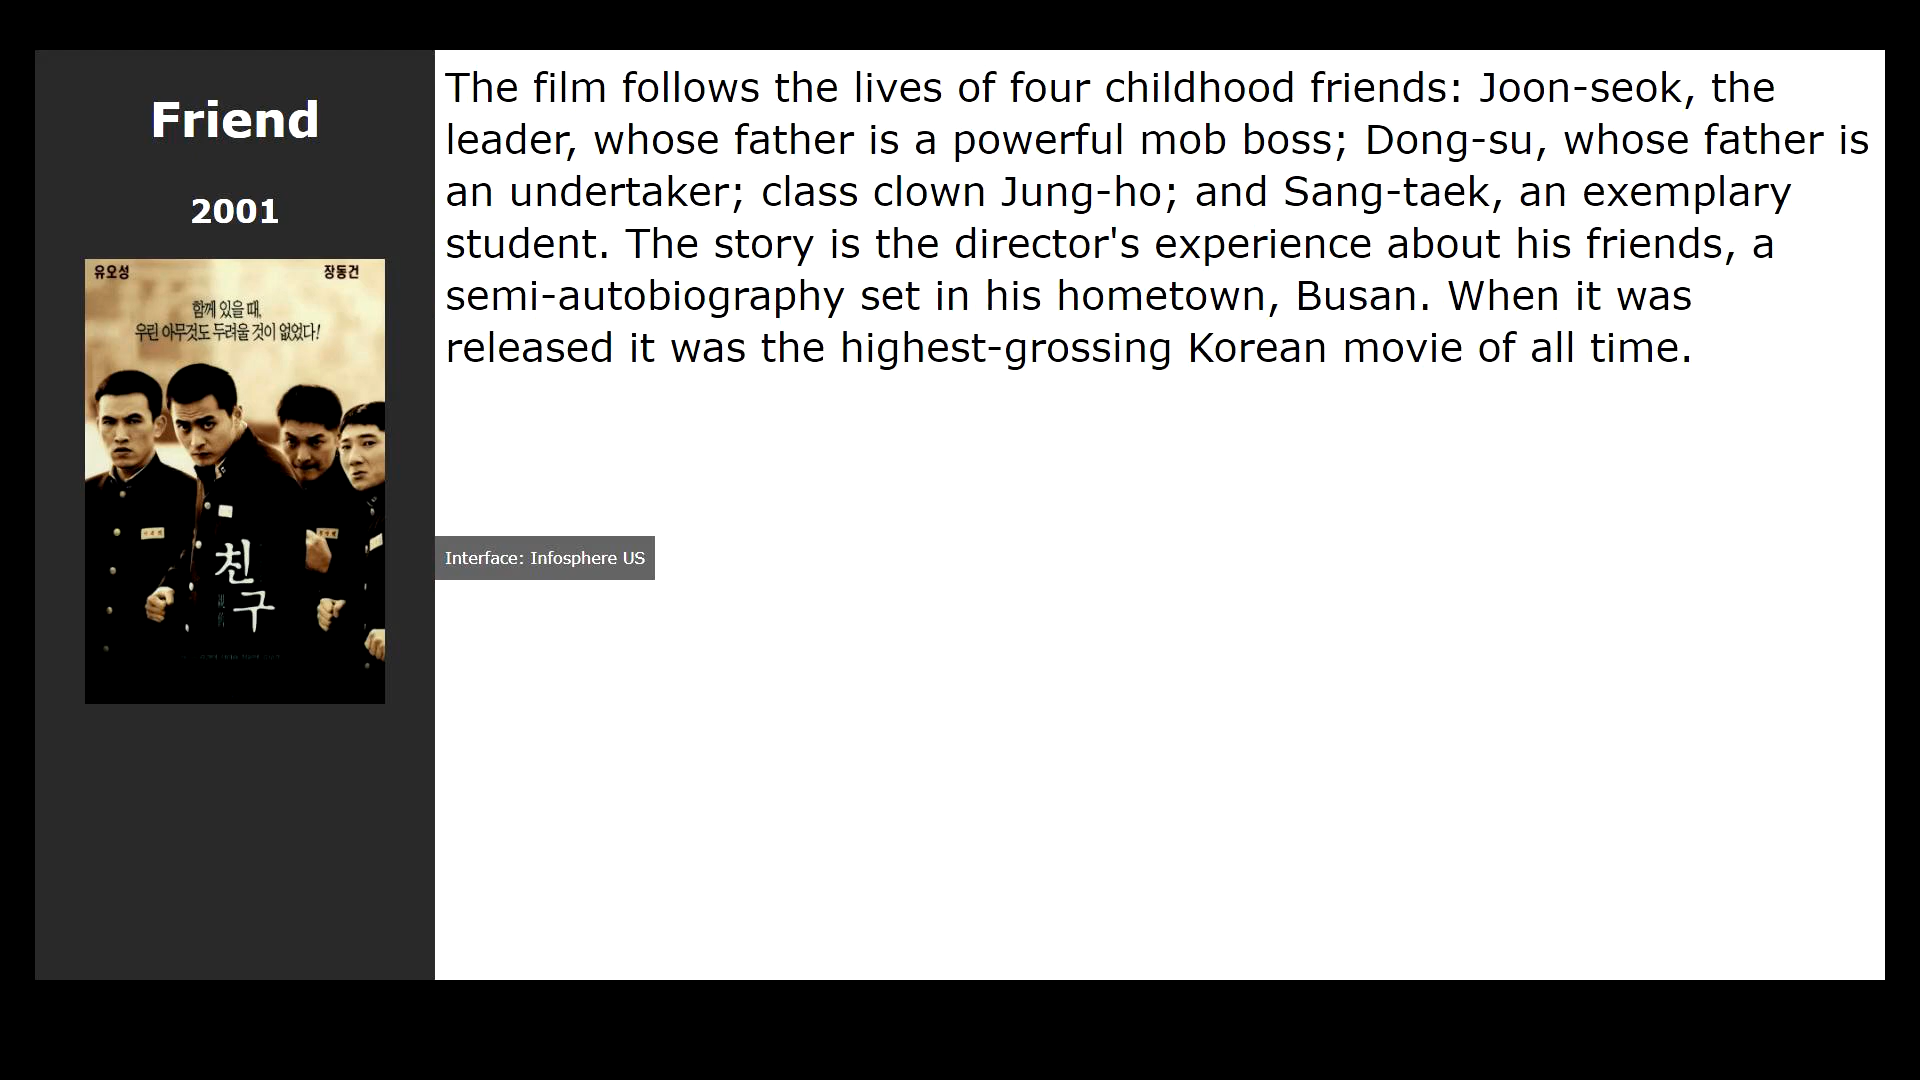 Friend
2001
유오성 장동건
함께 있을 때,
우린 아무것도 두려울 것이 없었다!
친
구
The film follows the lives of four childhood friends: Joon-seok, the
leader, whose father is a powerful mob boss; Dong-su, whose father is
an undertaker; class clown Jung-ho; and Sang-taek, an exemplary
student. The story is the director's experience about his friends, a
semi-autobiography set in his hometown, Busan. When it was
released it was the highest-grossing Korean movie of all time.
Interface: Infosphere US